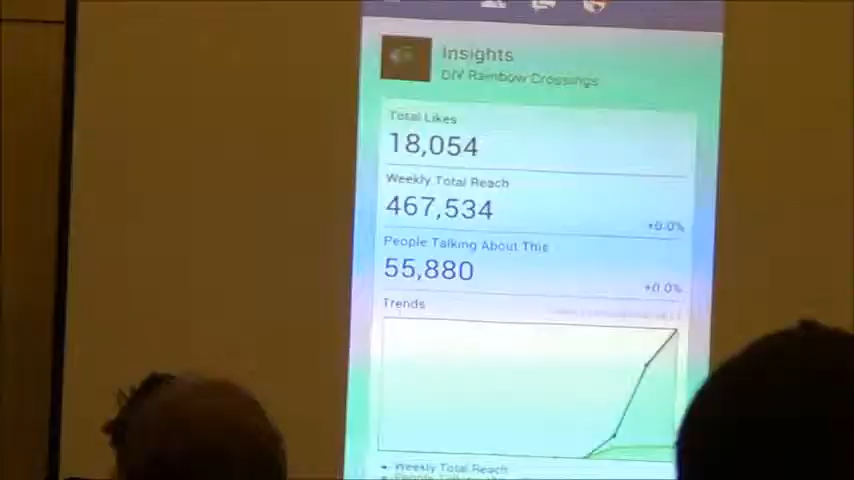 Insights
DIY Rainbow Crossings
Total Likes
18,054
Weekly Total Reach
467,534
+0.0%
People Talking About This
55,880
+0.0%
Trends
Weekly Total Reach
People